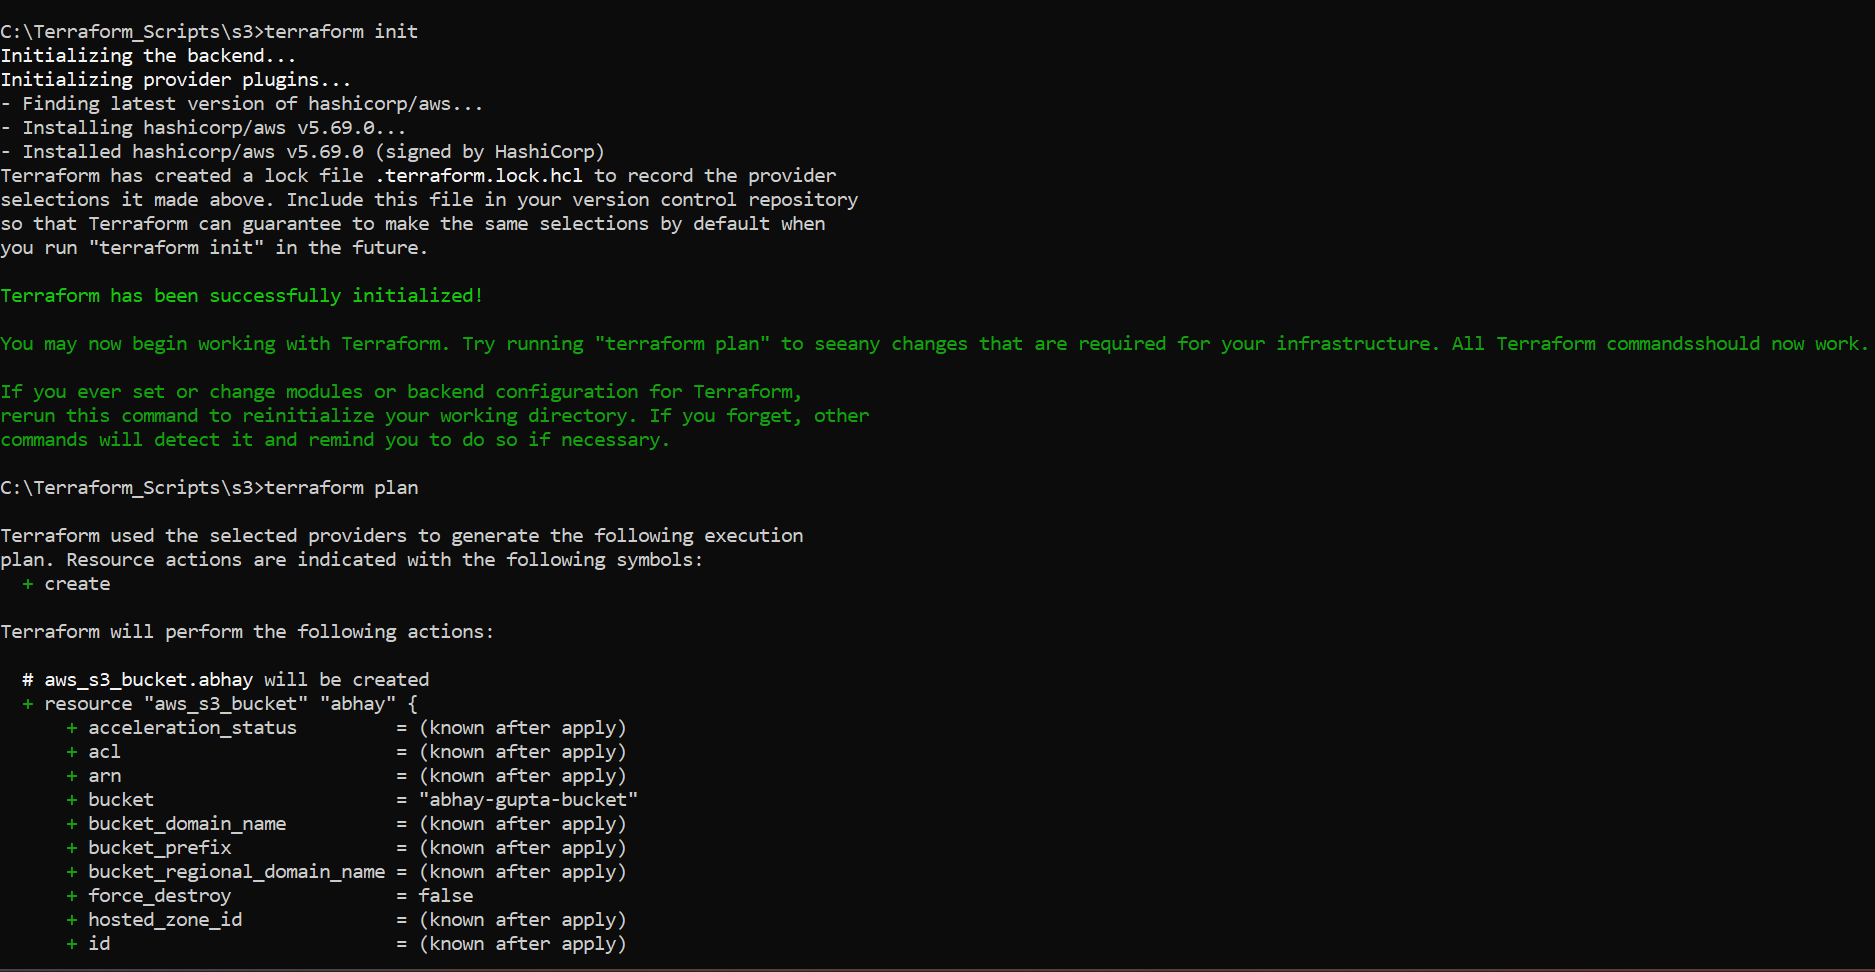 C:\Terraform_Scripts\s3>terraform init
Initializing the backend...
Initializing provider plugins...
- Finding latest version of hashicorp/aws...
- Installing hashicorp/aws v5.69.0...
- Installed hashicorp/aws v5.69.0 (signed by HashiCorp)
Terraform has created a lock file .terraform.lock.hcl to record the provider
selections it made above. Include this file in your version control repository
so that Terraform can guarantee to make the same selections by default when
you run "terraform init" in the future.
Terraform has been successfully initialized!
You may now begin working with Terraform. Try running "terraform plan" to seeany changes that are required for your infrastructure. All Terraform commandsshould now work.
If you ever set or change modules or backend configuration for Terraform,
rerun this command to reinitialize your working directory. If you forget, other
commands will detect it and remind you to do so if necessary.
C:\Terraform_Scripts\s3>terraform plan
Terraform used the selected providers to generate the following execution
plan. Resource actions are indicated with the following symbols:
  + create
Terraform will perform the following actions:
  # aws_s3_bucket.abhay will be created
  + resource "aws_s3_bucket" "abhay" {
      + acceleration_status         = (known after apply)
      + acl                         = (known after apply)
      + arn                         = (known after apply)
      + bucket                      = "abhay-gupta-bucket"
      + bucket_domain_name          = (known after apply)
      + bucket_prefix               = (known after apply)
      + bucket_regional_domain_name = (known after apply)
      + force_destroy               = false
      + hosted_zone_id              = (known after apply)
      + id                          = (known after apply)